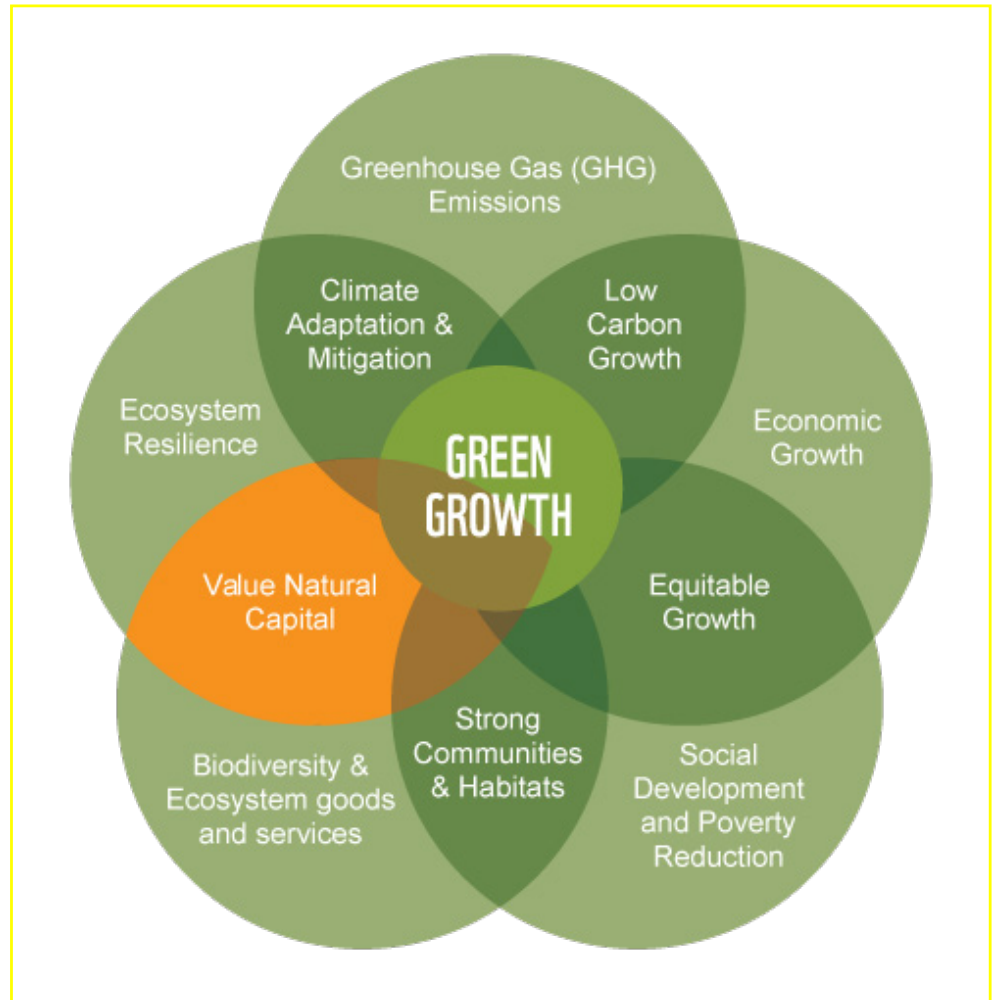 Greenhouse Gas (GHG)
Emissions
Climate
Adaptation &
Mitigation
Low
Carbon
Growth
Ecosystem
Resilience
Economic
Growth
GREEN
GROWTH
Value Natural
Capital
Equitable
Growth
Strong
Communities
& Habitats
Biodiversity &
Ecosystem goods
and services
Social
Development
and Poverty
Reduction